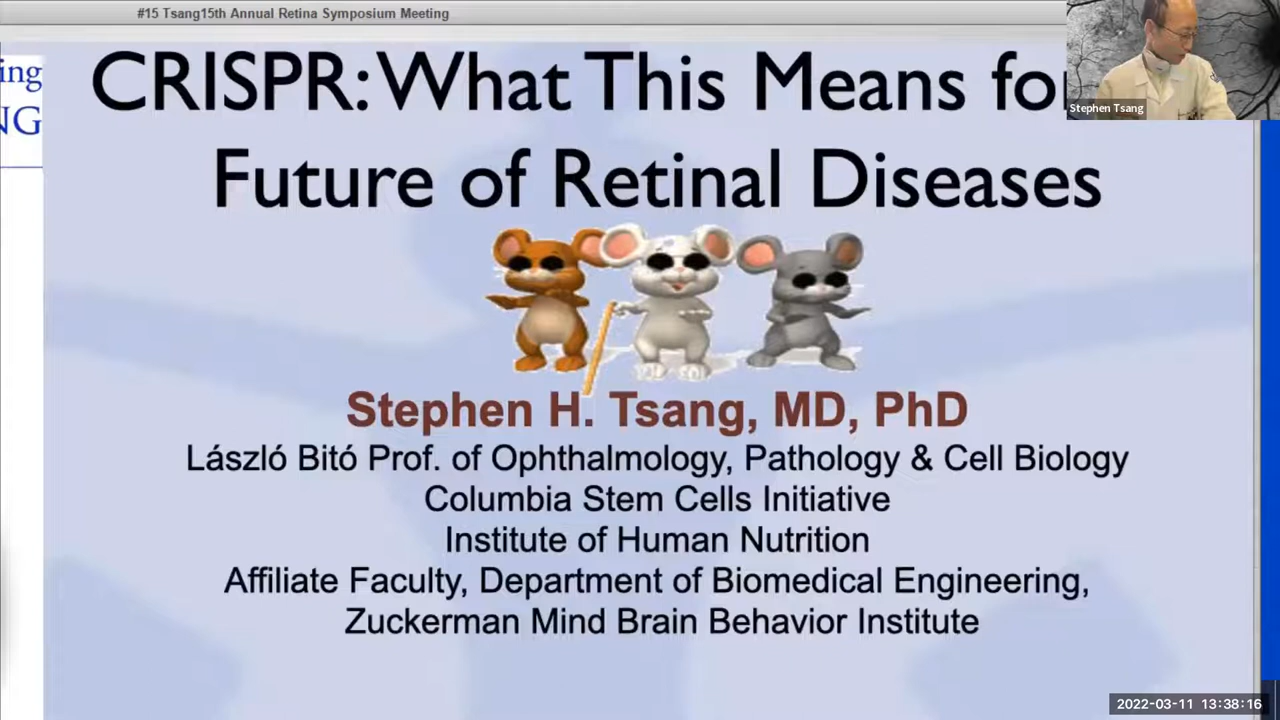 #15 Tsang15th Annual Retina Symposium Meeting
ing
NG
CRISPR: What This Means fo
Future of Retinal Diseases
Stephen Tsang
Stephen H. Tsang, MD, PhD
László Bitó Prof. of Ophthalmology, Pathology & Cell Biology
Columbia Stem Cells Initiative
Institute of Human Nutrition
Affiliate Faculty, Department of Biomedical Engineering,
Zuckerman Mind Brain Behavior Institute
2022-03-11 13:38:16